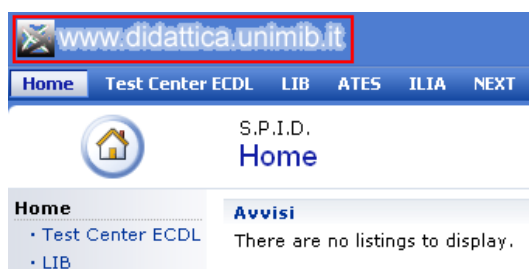 www.didattica.unimib.it
Home Test Center ECDL LIB ATES ILIA NEXT
S.P.I.D.
Home
Home
· Test Center ECDL
· LIB
Avvisi
There are no listings to display.